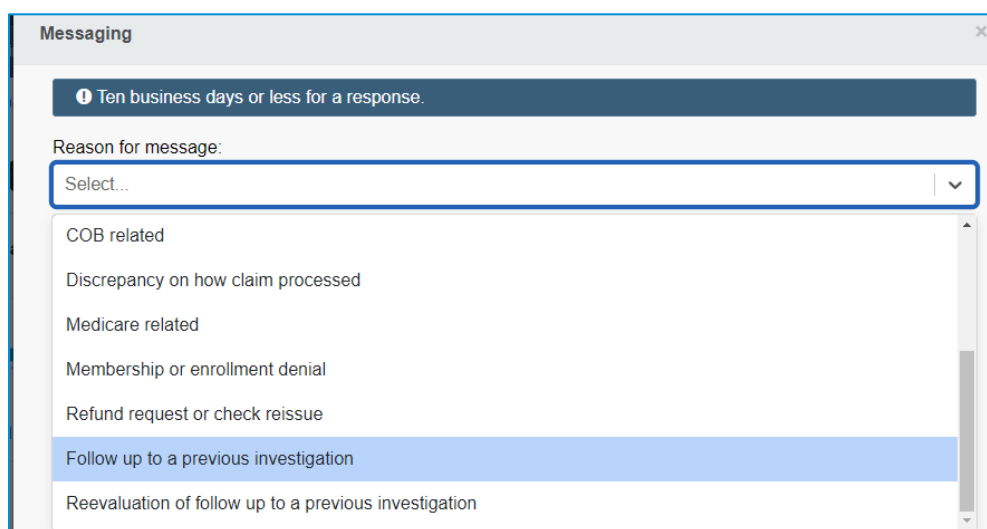 Messaging
Ten business days or less for a response.
Reason for message:
Select...
COB related
Discrepancy on how claim processed
Medicare related
Membership or enrollment denial
Refund request or check reissue
Follow up to a previous investigation
Reevaluation of follow up to a previous investigation